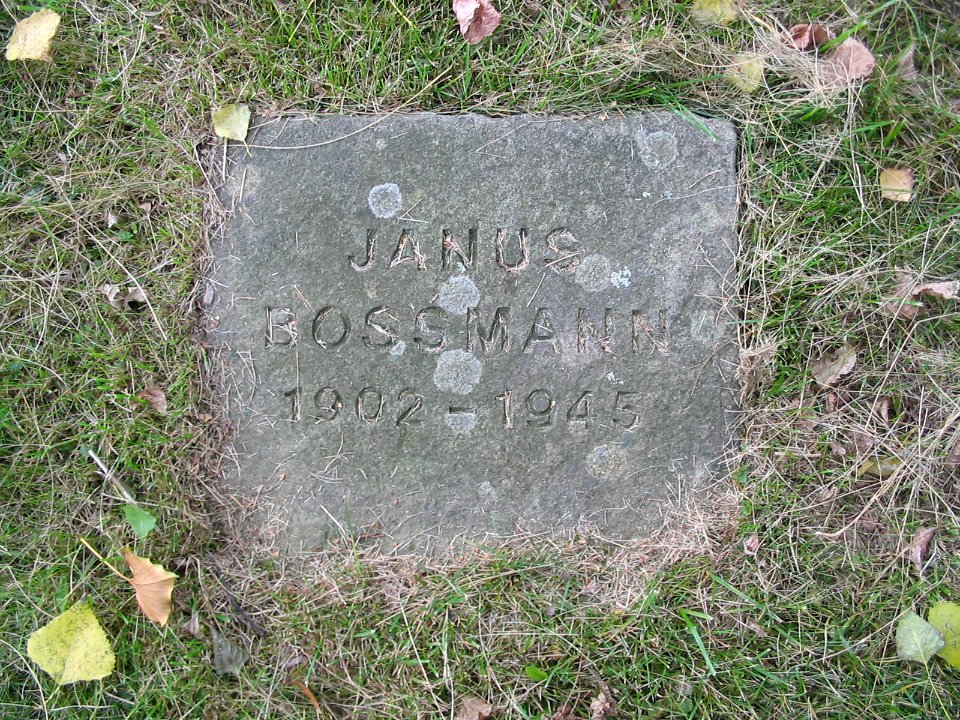 JANUS
BOSSMANN
1902 - 1945